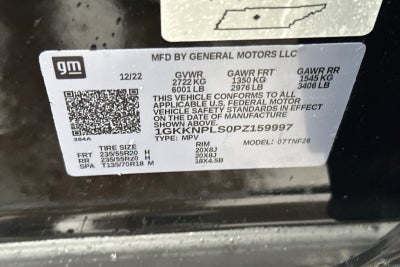 gm
MFD BY GENERAL MOTORS LLC
12/22 GVWR GAWR FRT GAWR RR
2722 KG 1350 KG 1545 KG
6001 LB 2976 LB 3406 LB
THIS VEHICLE CONFORMS TO ALL
APPLICABLE U.S. FEDERAL MOTOR
VEHICLE SAFETY STANDARDS IN EFFECT
ON THE DATE OF MANUFACTURE SHOWN ABOVE.
1GKKNPLS0PZ159997
TYPE: MPV MODEL: 07TNF26
394A
TIRE SIZE RIM
FRT 235/55R20 H 20X8J
RR 235/55R20 H 20X8J
SPA T135/70R18 M 18X4.5B